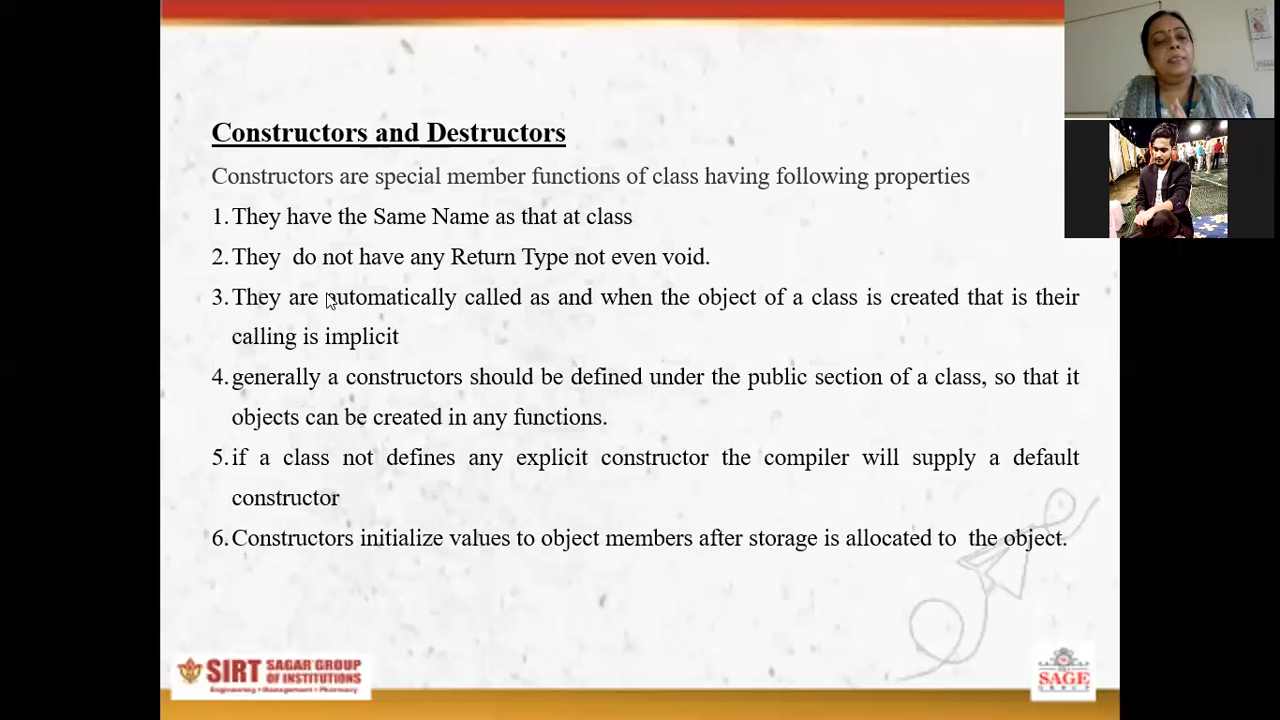 Constructors and Destructors
Constructors are special member functions of class having following properties
1. They have the Same Name as that at class
2. They do not have any Return Type not even void.
3. They are automatically called as and when the object of a class is created that is their
calling is implicit
4. generally a constructors should be defined under the public section of a class, so that it
objects can be created in any functions.
5. if a class not defines any explicit constructor the compiler will supply a default
constructor
6. Constructors initialize values to object members after storage is allocated to the object.
SIRT SAGAR GROUP
OF INSTITUTIONS
Engineering • Management • Pharmacy
SAGE
GROUP